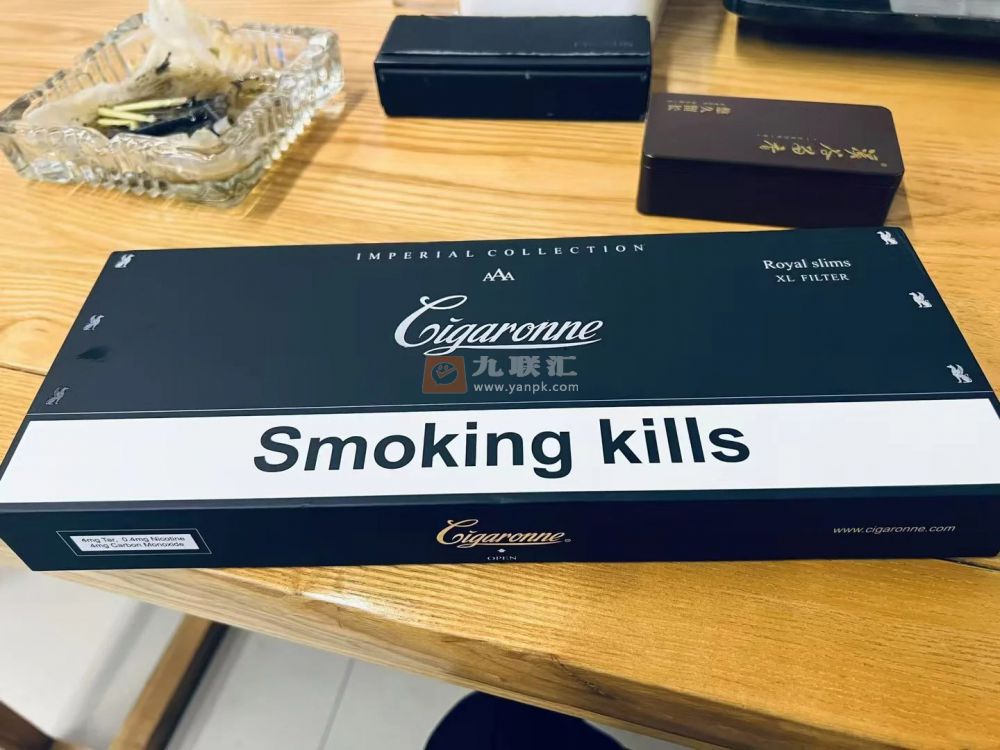 IMPERIAL COLLECTION
AAA
Royal slims
XL FILTER
Cigaronne
九联汇
www.yanpk.com
Smoking kills
4mg Tar, 0.4mg Nicotine
4mg Carbon Monoxide
Cigaronne
OPEN
www.cigaronne.com